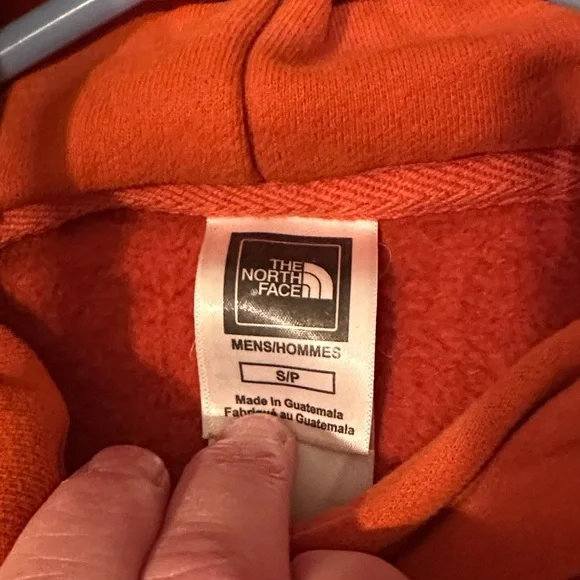 THE
NORTH
FACE
MENS/HOMMES
S/P
Made in Guatemala
Fabriqué au Guatemala